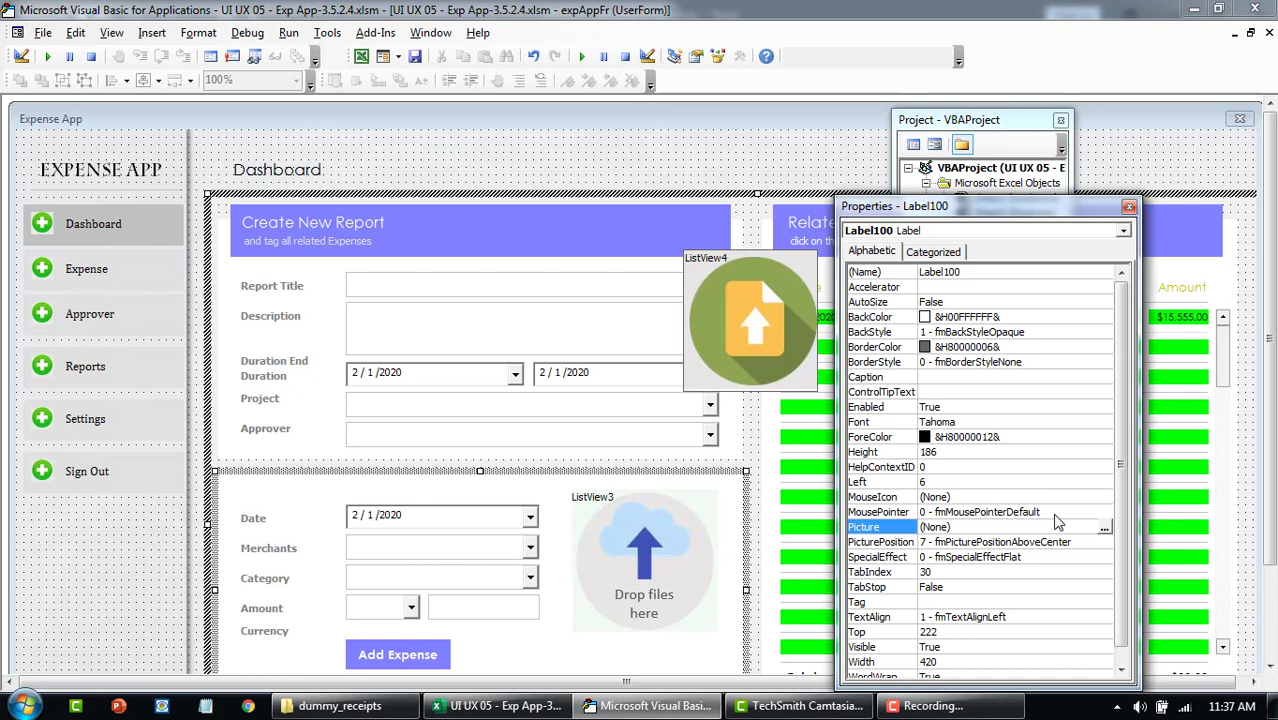 Microsoft Visual Basic for Applications - UI UX 05 - Exp App-3.5.2.4.xlsm - [UI UX 05 - Exp App-3.5.2.4.xlsm - expAppFr (UserForm)]
File Edit View Insert Format Debug Run Tools Add-Ins Window Help
100%
Expense App
EXPENSE APP
Dashboard
Expense
Approver
Reports
Settings
Sign Out
Dashboard
Create New Report
and tag all related Expenses
Report Title
Description
Duration End
Duration
2 / 1 /2020
2 / 1 /2020
Project
Approver
ListView4
Date
2 / 1 /2020
Merchants
Category
Amount
Currency
Add Expense
ListView3
Drop files
here
Amount
$15,555.00
Project - VBAProject
VBAProject (UI UX 05 - E
Microsoft Excel Objects
Properties - Label100
Label100 Label
Alphabetic Categorized
(Name) Label100
Accelerator
AutoSize False
BackColor &H00FFFFFF&
BackStyle 1 - fmBackStyleOpaque
BorderColor &H80000006&
BorderStyle 0 - fmBorderStyleNone
Caption
ControlTipText
Enabled True
Font Tahoma
ForeColor &H80000012&
Height 186
HelpContextID 0
Left 6
MouseIcon (None)
MousePointer 0 - fmMousePointerDefault
Picture (None) ...
PicturePosition 7 - fmPicturePositionAboveCenter
SpecialEffect 0 - fmSpecialEffectFlat
TabIndex 30
TabStop False
Tag
TextAlign 1 - fmTextAlignLeft
Top 222
Visible True
Width 420
WordWrap True
dummy_receipts
UI UX 05 - Exp App-3...
Microsoft Visual Basi...
TechSmith Camtasia...
Recording...
11:37 AM